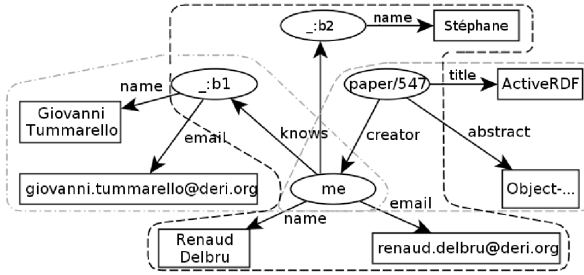 _:b2
name
Stéphane
name
_:b1
paper/547
title
ActiveRDF
Giovanni
Tummarello
email
knows
creator
abstract
giovanni.tummarello@deri.org
me
Object-...
name
email
Renaud
Delbru
renaud.delbru@deri.org